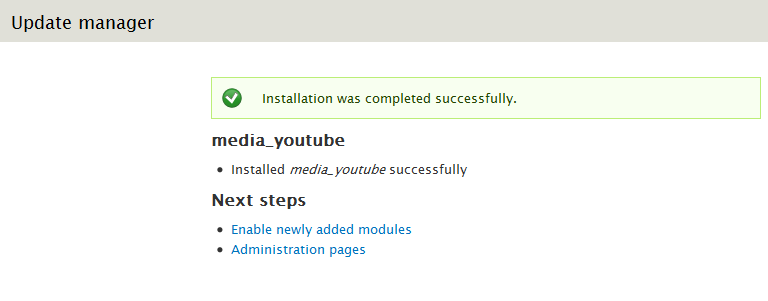 Update manager
Installation was completed successfully.
media_youtube
Installed media_youtube successfully
Next steps
Enable newly added modules
Administration pages